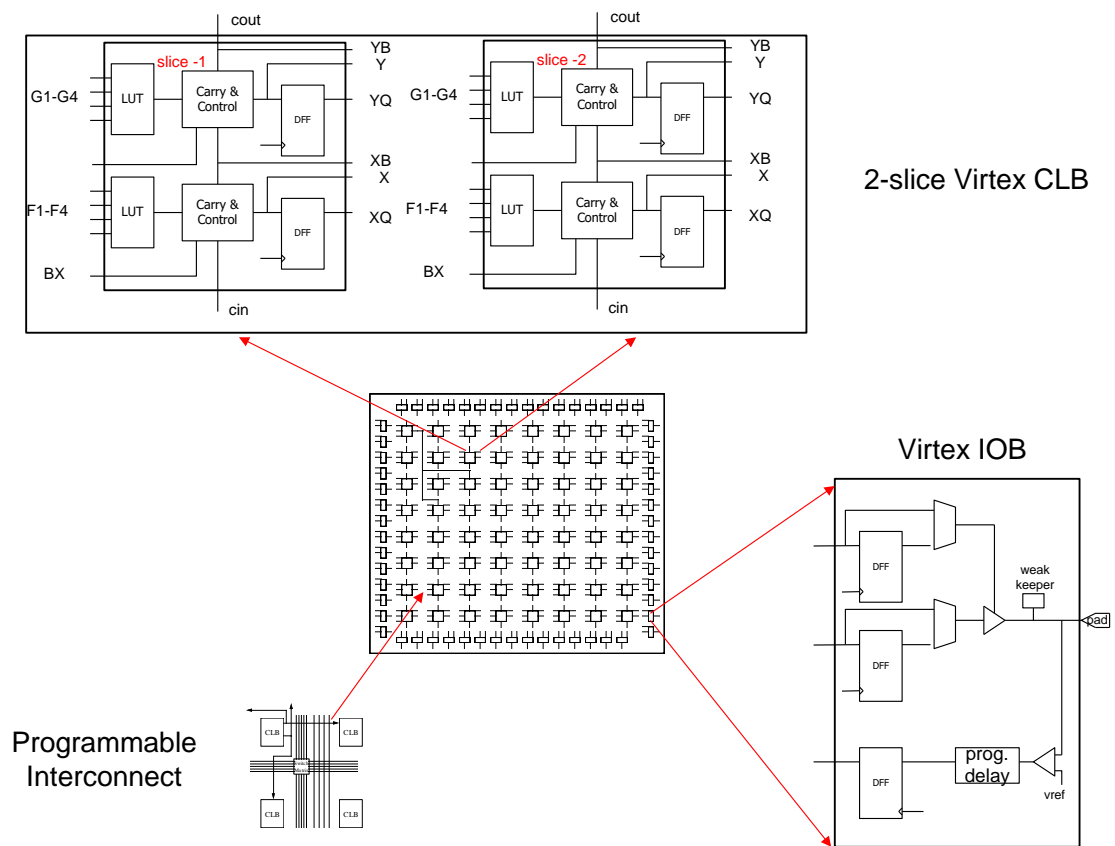 cout
cout
YB
Y
slice -1
G1-G4
LUT
Carry &
Control
YQ
DFF
XB
X
F1-F4
LUT
Carry &
Control
XQ
DFF
BX
cin
YB
Y
slice -2
G1-G4
LUT
Carry &
Control
YQ
DFF
XB
X
F1-F4
LUT
Carry &
Control
XQ
DFF
BX
cin
2-slice Virtex CLB
Virtex IOB
DFF
weak
keeper
pad
DFF
DFF
prog.
delay
vref
Programmable
Interconnect
CLB
CLB
CLB
CLB